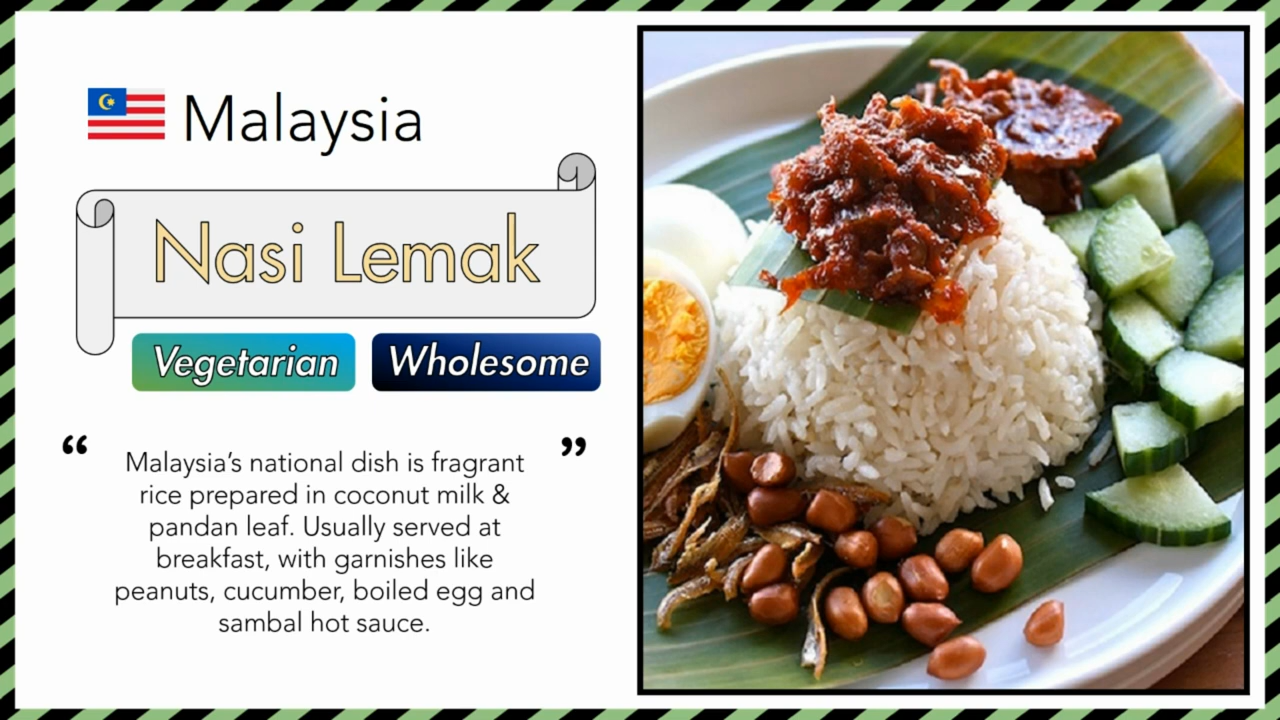 Malaysia
Nasi Lemak
Vegetarian Wholesome
“ ”
Malaysia’s national dish is fragrant
rice prepared in coconut milk &
pandan leaf. Usually served at
breakfast, with garnishes like
peanuts, cucumber, boiled egg and
sambal hot sauce.